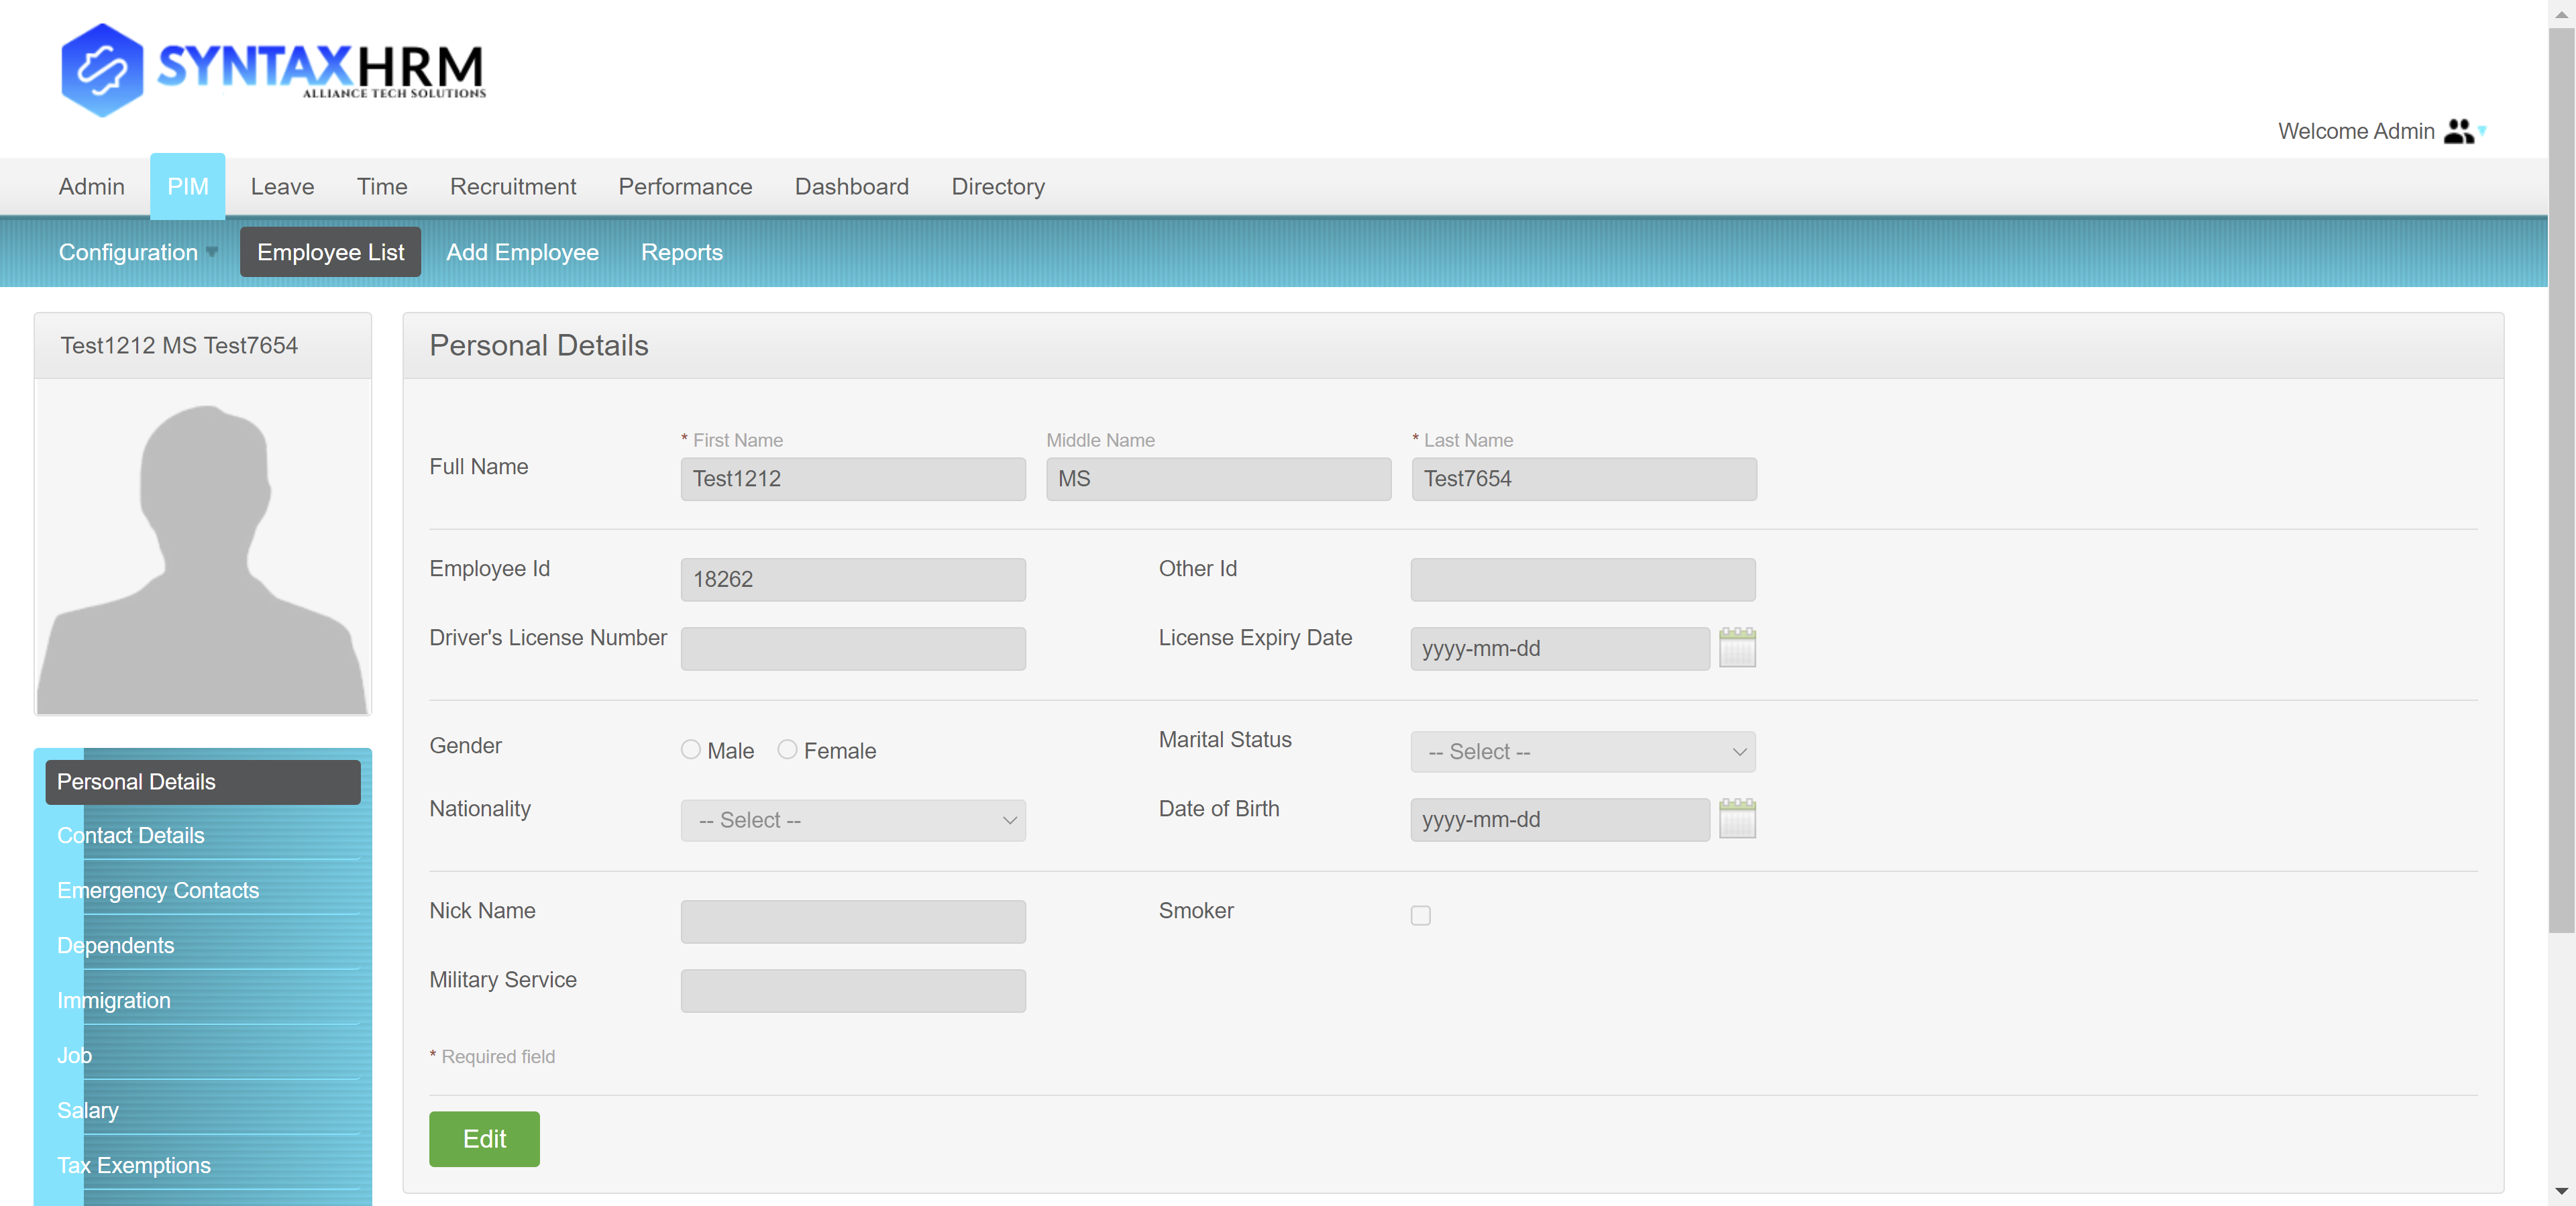 SYNTAXHRM
ALLIANCE TECH SOLUTIONS
Welcome Admin
Admin PIM Leave Time Recruitment Performance Dashboard Directory
Configuration Employee List Add Employee Reports
Test1212 MS Test7654
Personal Details
Contact Details
Emergency Contacts
Dependents
Immigration
Job
Salary
Tax Exemptions
Personal Details
* First Name Middle Name * Last Name
Full Name Test1212 MS Test7654
Employee Id 18262 Other Id
Driver's License Number License Expiry Date yyyy-mm-dd
Gender Male Female Marital Status -- Select --
Nationality -- Select -- Date of Birth yyyy-mm-dd
Nick Name Smoker
Military Service
* Required field
Edit